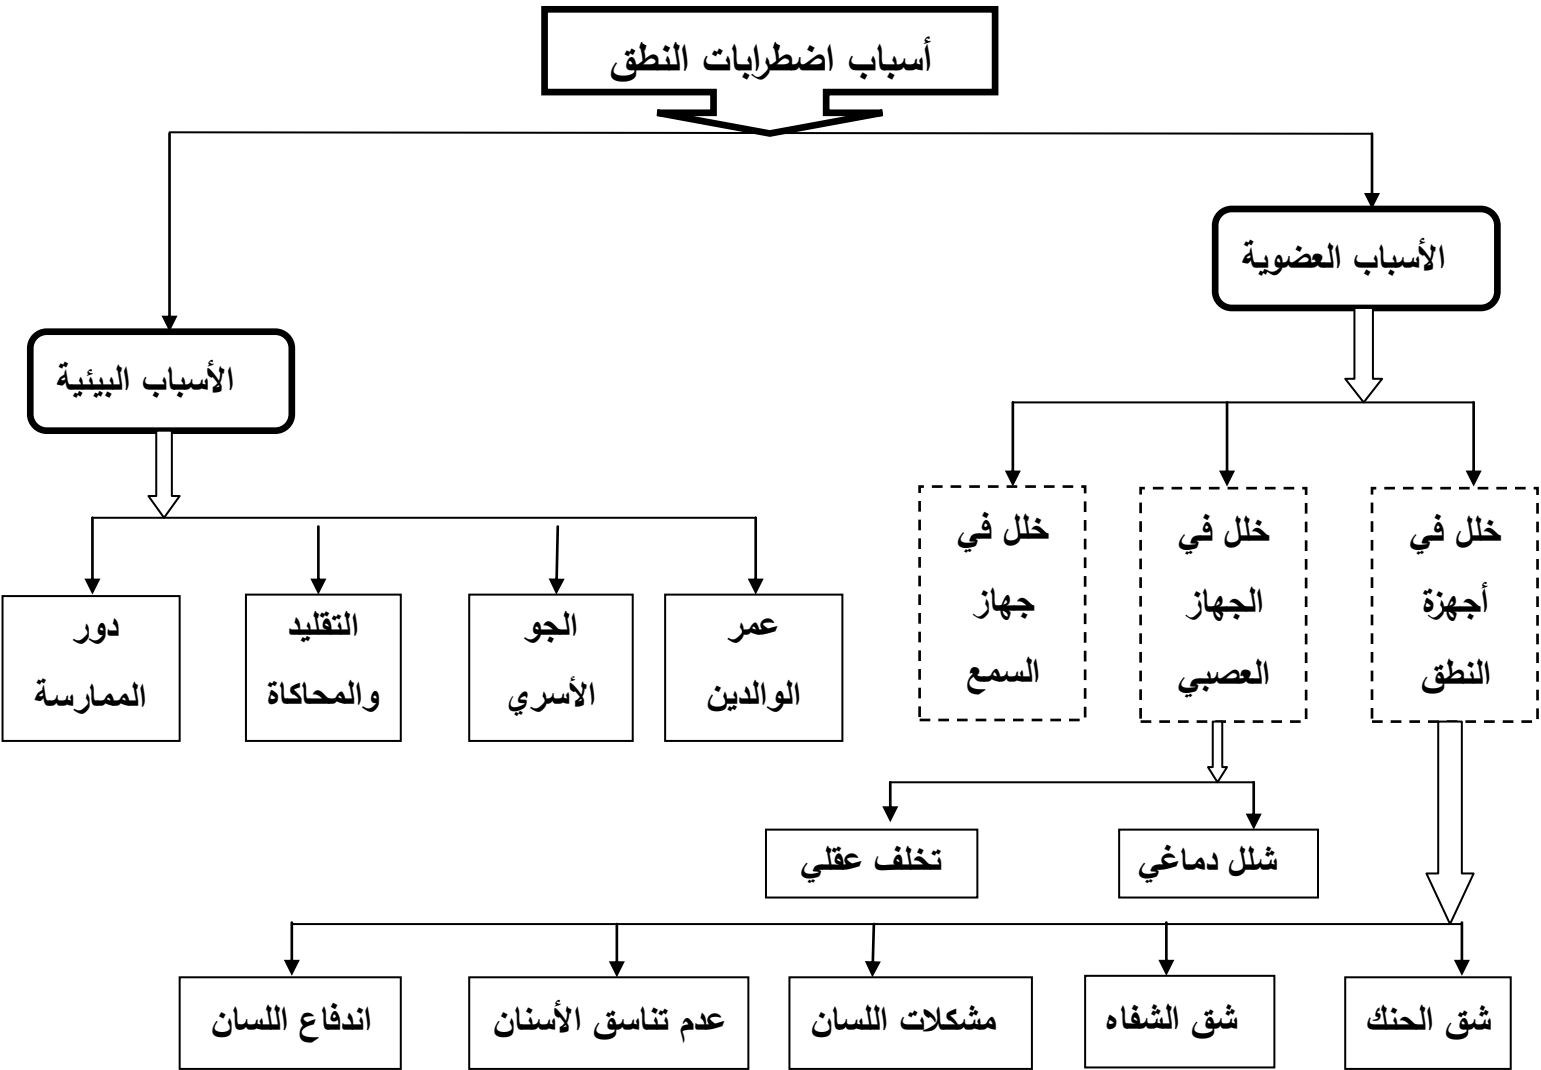 أسباب اضطرابات النطق
الأسباب العضوية
الأسباب البيئية
خلل في
أجهزة
النطق
خلل في
الجهاز
العصبي
خلل في
جهاز
السمع
عمر
الوالدين
الجو
الأسري
التقليد
والمحاكاة
دور
الممارسة
شلل دماغي
تخلف عقلي
شق الحنك
شق الشفاه
مشكلات اللسان
عدم تناسق الأسنان
اندفاع اللسان